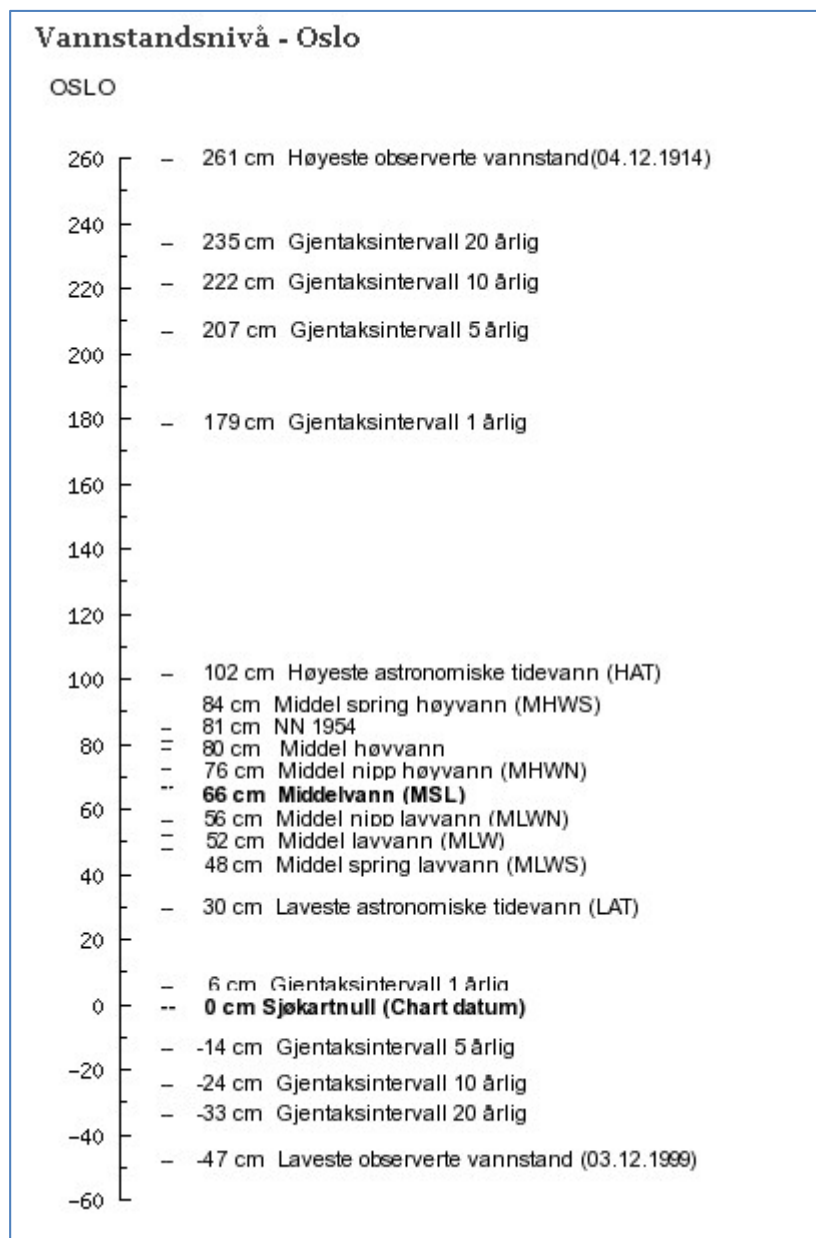 Vannstandsnivå - Oslo
OSLO
260
261 cm Høyeste observerte vannstand(04.12.1914)
240
235 cm Gjentaksintervall 20 årlig
222 cm Gjentaksintervall 10 årlig
220
207 cm Gjentaksintervall 5 årlig
200
180
179 cm Gjentaksintervall 1 årlig
160
140
120
102 cm Høyeste astronomiske tidevann (HAT)
100
84 cm Middel spring høyvann (MHWS)
81 cm NN 1954
80
80 cm Middel høyvann
76 cm Middel nipp høyvann (MHWN)
66 cm Middelvann (MSL)
60
56 cm Middel nipp lavvann (MLWN)
52 cm Middel lavvann (MLW)
48 cm Middel spring lavvann (MLWS)
40
30 cm Laveste astronomiske tidevann (LAT)
20
6 cm Gjentaksintervall 1 årlig
0
0 cm Sjøkartnull (Chart datum)
-14 cm Gjentaksintervall 5 årlig
−20
-24 cm Gjentaksintervall 10 årlig
-33 cm Gjentaksintervall 20 årlig
−40
-47 cm Laveste observerte vannstand (03.12.1999)
−60